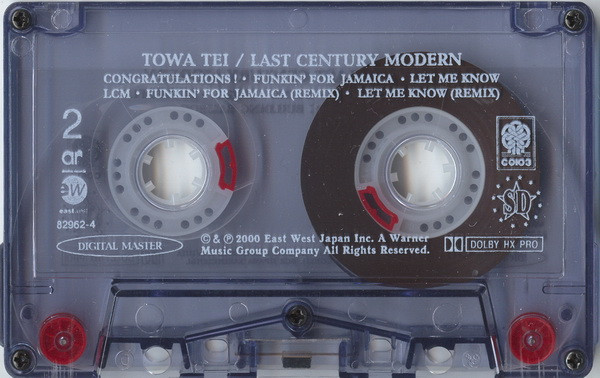 TOWA TEI / LAST CENTURY MODERN
CONGRATULATIONS! • FUNKIN' FOR JAMAICA • LET ME KNOW
LCM • FUNKIN' FOR JAMAICA (REMIX) • LET ME KNOW (REMIX)
2
ar
ew
82962-4
DIGITAL MASTER
© & ℗ 2000 East West Japan Inc. A Warner
Music Group Company All Rights Reserved.
C0103
SD
DOLBY HX PRO